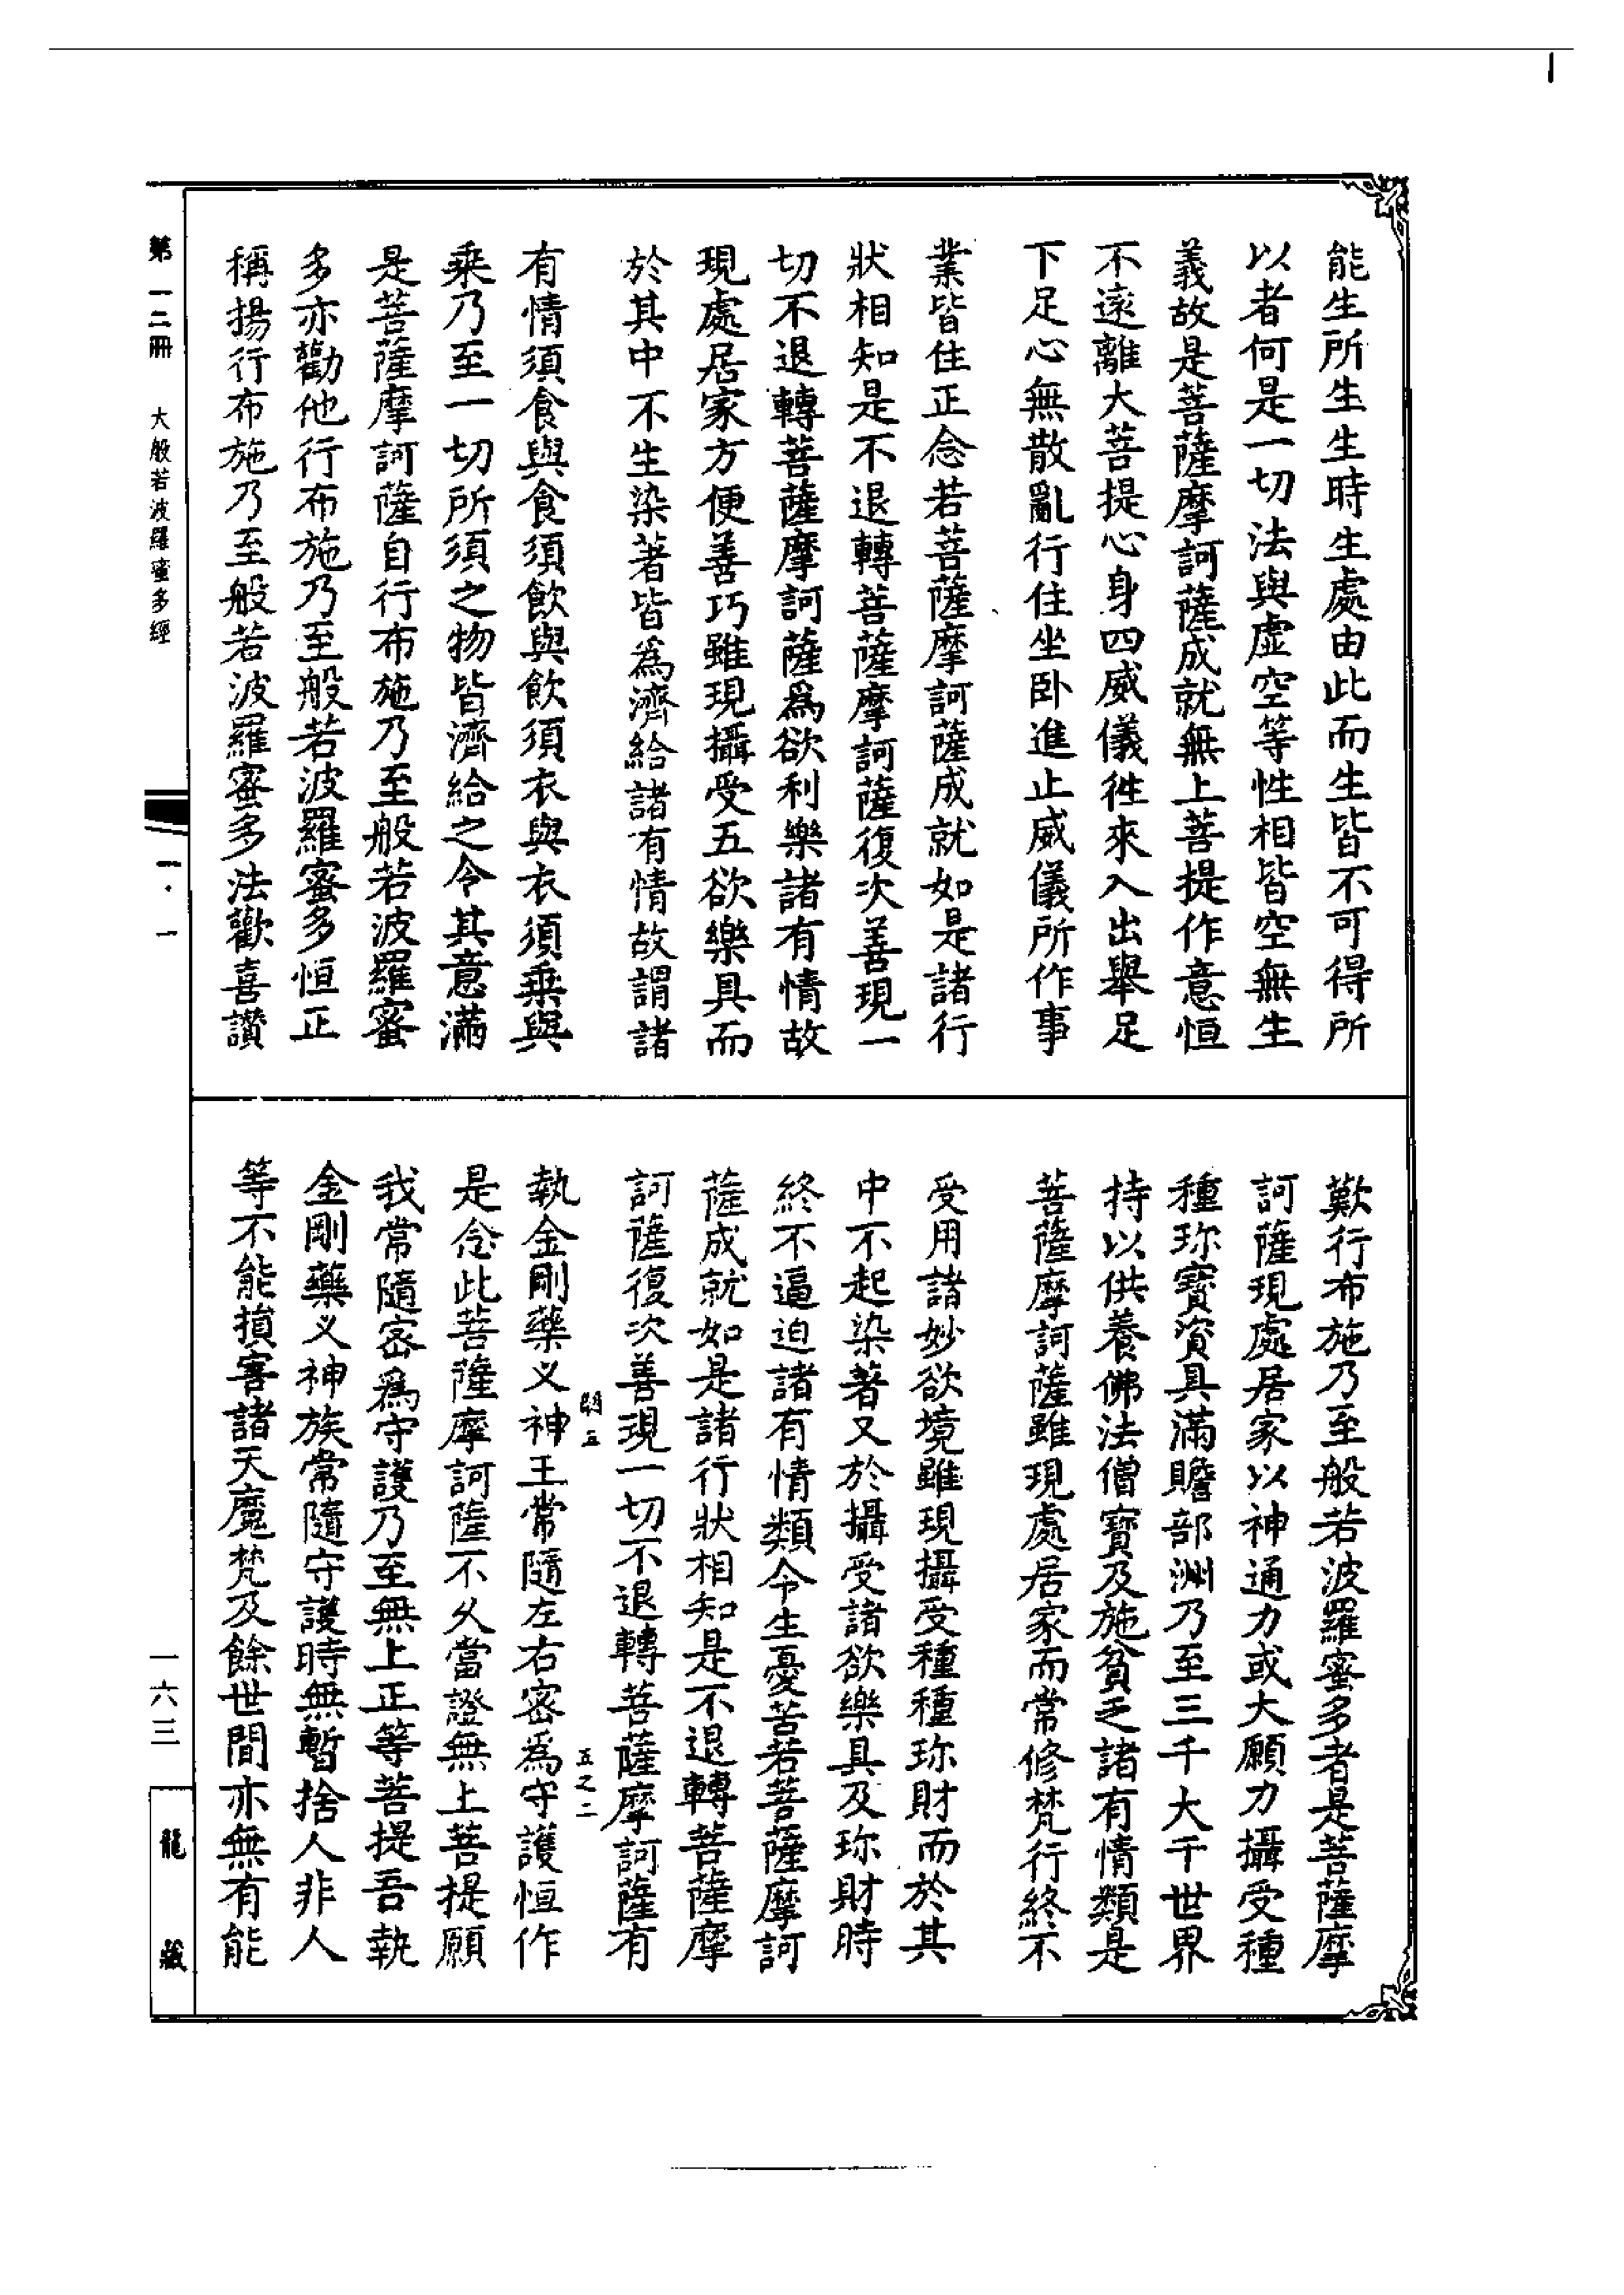 能生所生生時生處由此而生皆不可得所
以者何是一切法與虛空等性相皆空無生
義故是菩薩摩訶薩成就無上菩提作意恒
不遠離大菩提心身四威儀徃來入出舉足
下足心無散亂行住坐卧進止威儀所作事
業皆住正念若菩薩摩訶薩成就如是諸行
狀相知是不退轉菩薩摩訶薩復次善現一
切不退轉菩薩摩訶薩爲欲利樂諸有情故
現處居家方便善巧雖現攝受五欲樂具而
於其中不生染著皆爲濟給諸有情故謂諸
有情須食與食須飲與飲須衣與衣須乗與
乗乃至一切所須之物皆濟給之令其意滿
是菩薩摩訶薩自行布施乃至般若波羅蜜
多亦勸他行布施乃至般若波羅蜜多恒正
稱揚行布施乃至般若波羅蜜多法歡喜讚
歎行布施乃至般若波羅蜜多者是菩薩摩
訶薩現處居家以神通力或大願力攝受種
種珎寶資具滿贍部洲乃至三千大千世界
持以供養佛法僧寶及施貧乏諸有情類是
菩薩摩訶薩雖現處居家而常修梵行終不
受用諸妙欲境雖現攝受種種珎財而於其
中不起染著又於攝受諸欲樂具及珎財時
終不逼迫諸有情類令生憂苦若菩薩摩訶
薩成就如是諸行狀相知是不退轉菩薩摩
訶薩復次善現一切不退轉菩薩摩訶薩有
五 五之二
執金剛藥义神王常隨左右密爲守護恒作
是念此菩薩摩訶薩不久當證無上菩提願
我常隨密爲守護乃至無上正等菩提吾執
金剛藥义神族常隨守護時無暫捨人非人
等不能損害諸天魔梵及餘世間亦無有能
第一二冊 大般若波羅蜜多經
一·一
一六三
龍藏
1